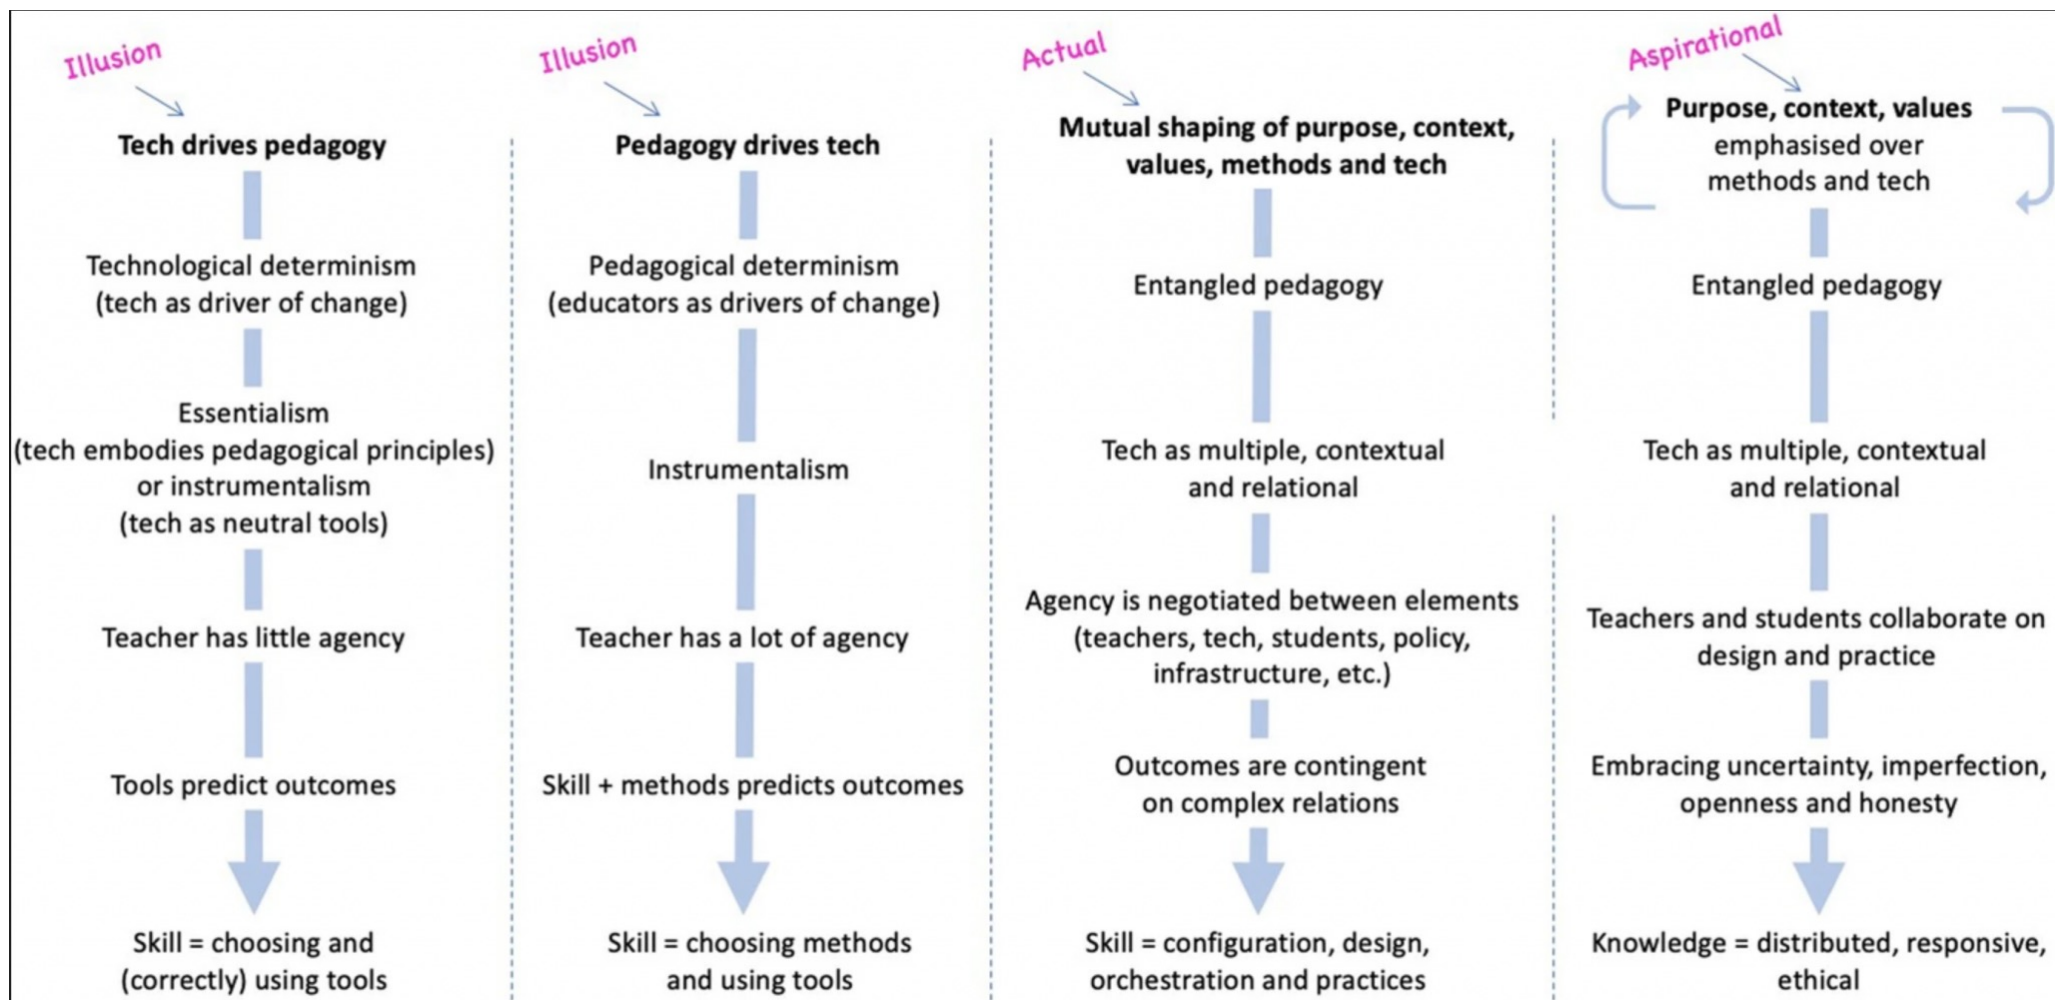 Illusion
Tech drives pedagogy
Technological determinism
(tech as driver of change)
Essentialism
(tech embodies pedagogical principles)
or instrumentalism
(tech as neutral tools)
Teacher has little agency
Tools predict outcomes
Skill = choosing and
(correctly) using tools
Illusion
Pedagogy drives tech
Pedagogical determinism
(educators as drivers of change)
Instrumentalism
Teacher has a lot of agency
Skill + methods predicts outcomes
Skill = choosing methods
and using tools
Actual
Mutual shaping of purpose, context,
values, methods and tech
Entangled pedagogy
Tech as multiple, contextual
and relational
Agency is negotiated between elements
(teachers, tech, students, policy,
infrastructure, etc.)
Outcomes are contingent
on complex relations
Skill = configuration, design,
orchestration and practices
Aspirational
Purpose, context, values
emphasised over
methods and tech
Entangled pedagogy
Tech as multiple, contextual
and relational
Teachers and students collaborate on
design and practice
Embracing uncertainty, imperfection,
openness and honesty
Knowledge = distributed, responsive,
ethical